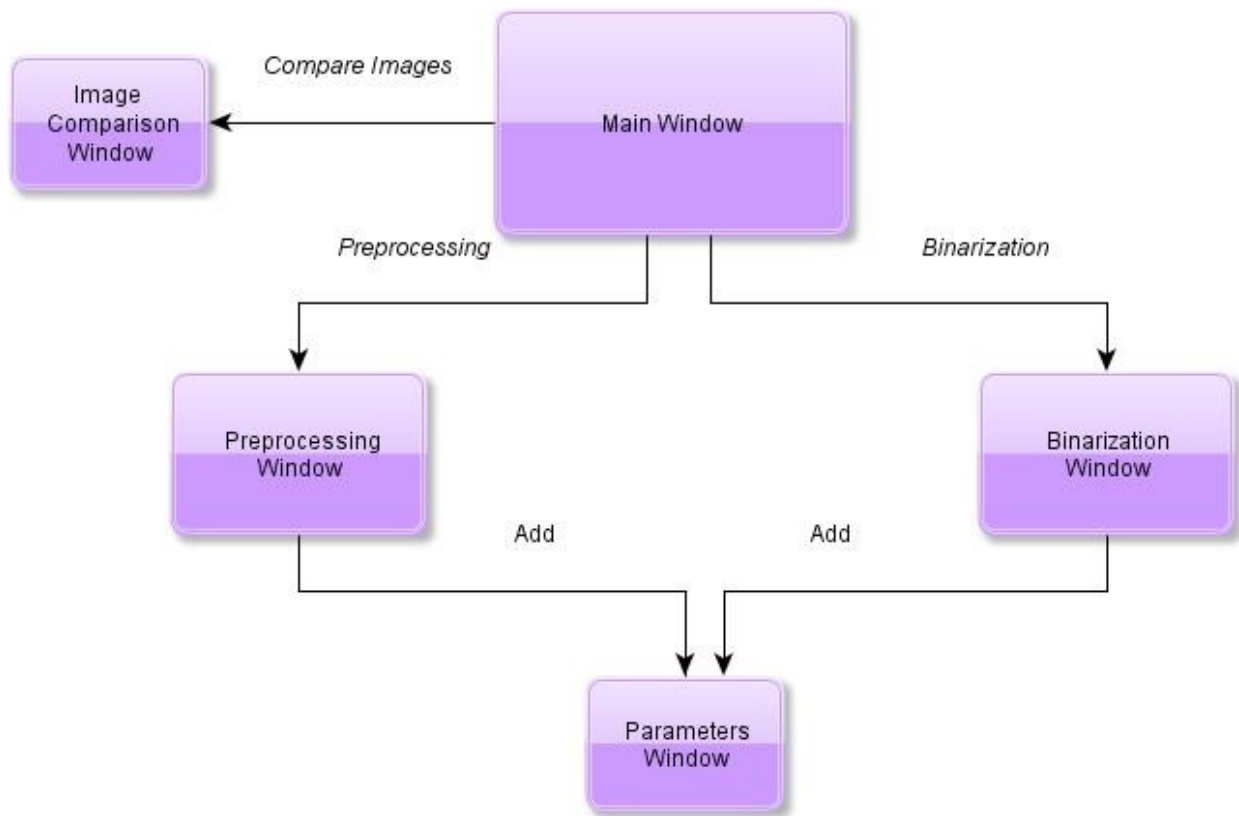 Compare Images
Image
Comparison
Window
Main Window
Preprocessing
Binarization
Preprocessing
Window
Binarization
Window
Add
Add
Parameters
Window